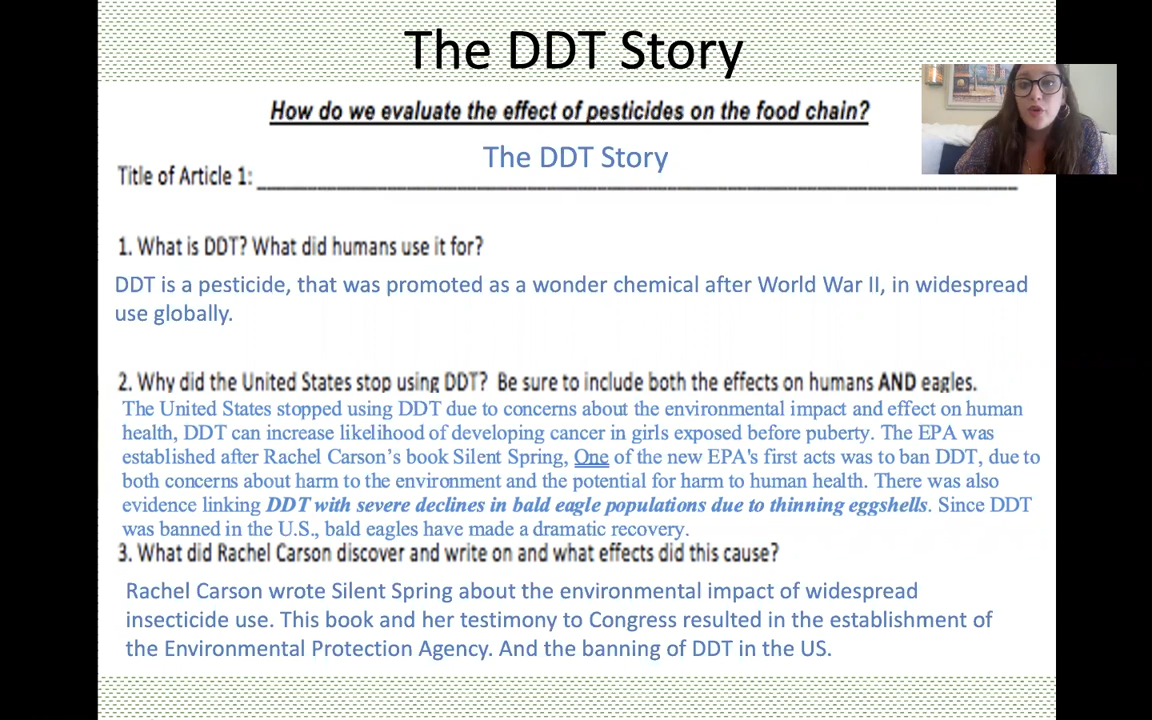 The DDT Story
How do we evaluate the effect of pesticides on the food chain?
The DDT Story
Title of Article 1: ______________________________
1. What is DDT? What did humans use it for?
DDT is a pesticide, that was promoted as a wonder chemical after World War II, in widespread
use globally.
2. Why did the United States stop using DDT? Be sure to include both the effects on humans AND eagles.
The United States stopped using DDT due to concerns about the environmental impact and effect on human
health, DDT can increase likelihood of developing cancer in girls exposed before puberty. The EPA was
established after Rachel Carson’s book Silent Spring, One of the new EPA's first acts was to ban DDT, due to
both concerns about harm to the environment and the potential for harm to human health. There was also
evidence linking DDT with severe declines in bald eagle populations due to thinning eggshells. Since DDT
was banned in the U.S., bald eagles have made a dramatic recovery.
3. What did Rachel Carson discover and write on and what effects did this cause?
Rachel Carson wrote Silent Spring about the environmental impact of widespread
insecticide use. This book and her testimony to Congress resulted in the establishment of
the Environmental Protection Agency. And the banning of DDT in the US.